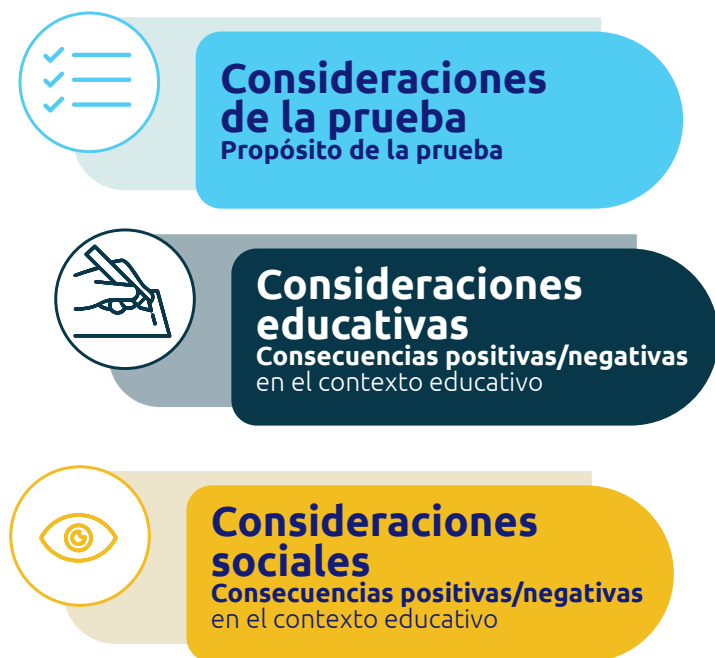 Consideraciones
de la prueba
Propósito de la prueba
Consideraciones
educativas
Consecuencias positivas/negativas
en el contexto educativo
Consideraciones
sociales
Consecuencias positivas/negativas
en el contexto educativo